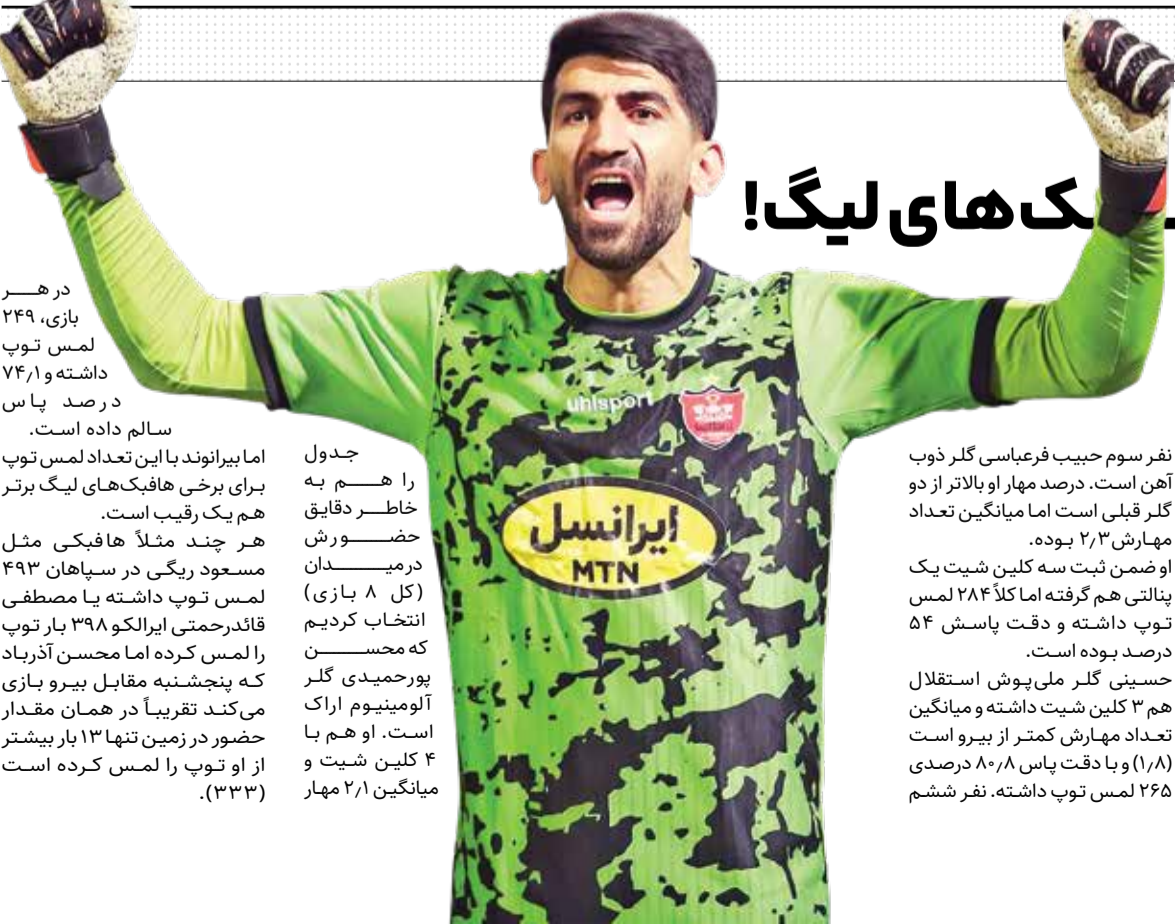 ک‌های لیگ!
نفر سوم حبیب فرعباسی گلر ذوب
آهن است. درصد مهار او بالاتر از دو
گلر قبلی است اما میانگین تعداد
مهارش ۲٫۳ بوده.
او ضمن ثبت سه کلین شیت یک
پنالتی هم گرفته اما کلاً ۲۸۴ لمس
توپ داشته و دقت پاسش ۵۴
درصد بوده است.
حسینی گلر ملی‌پوش استقلال
هم ۳ کلین شیت داشته و میانگین
تعداد مهارش کمتر از بیرو است
(۱٫۸) و با دقت پاس ۸۰٫۸ درصدی
۲۶۵ لمس توپ داشته. نفر ششم
جدول
را هم به
خاطر دقایق
حضورش
درمیدان
(کل ۸ بازی)
انتخاب کردیم
که محسن
پورحمیدی گلر
آلومینیوم اراک
است. او هم با
۴ کلین شیت و
میانگین ۲٫۱ مهار
در هر
بازی، ۲۴۹
لمس توپ
داشته و ۷۴٫۱
درصد پاس
سالم داده است.
اما بیرانوند با این تعداد لمس توپ
برای برخی هافبک‌های لیگ برتر
هم یک رقیب است.
هر چند مثلاً هافبکی مثل
مسعود ریگی در سپاهان ۴۹۳
لمس توپ داشته یا مصطفی
قائدرحمتی ایرالکو ۳۹۸ بار توپ
را لمس کرده اما محسن آذرباد
که پنجشنبه مقابل بیرو بازی
می‌کند تقریباً در همان مقدار
حضور در زمین تنها ۱۳ بار بیشتر
از او توپ را لمس کرده است
(۳۳۳).
uhlsport
ایرانسل
MTN